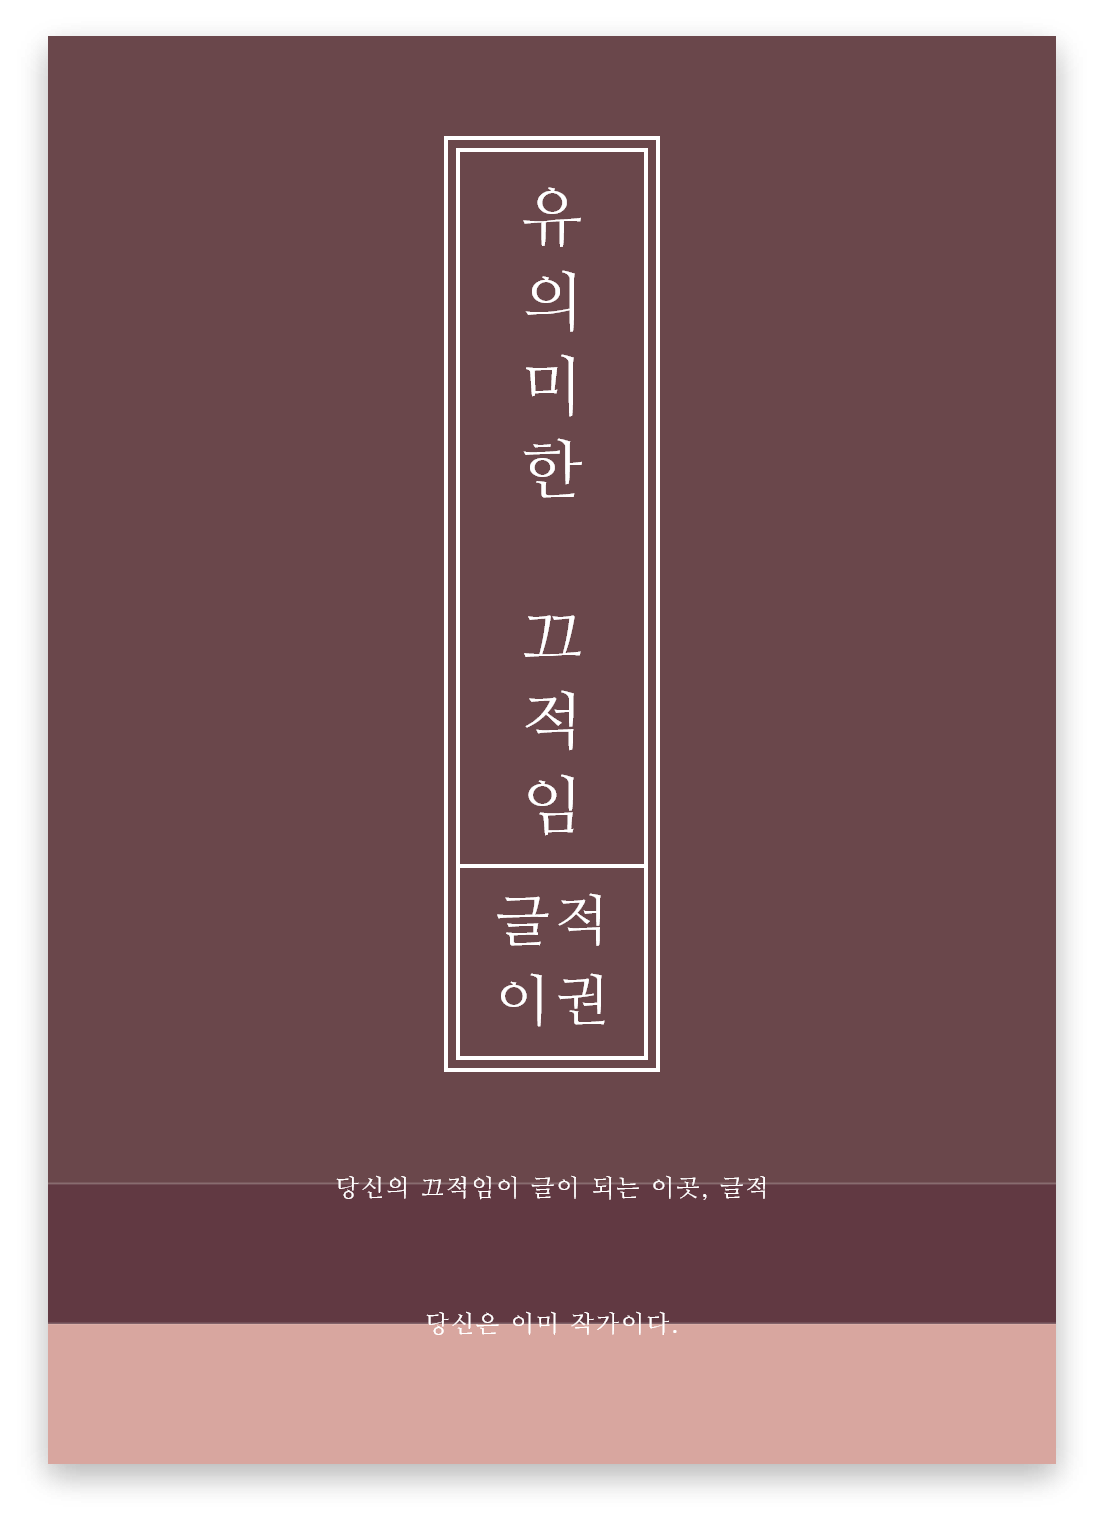 유의미한 끄적임
글적
이권
당신의 끄적임이 글이 되는 이곳, 글적
당신은 이미 작가이다.